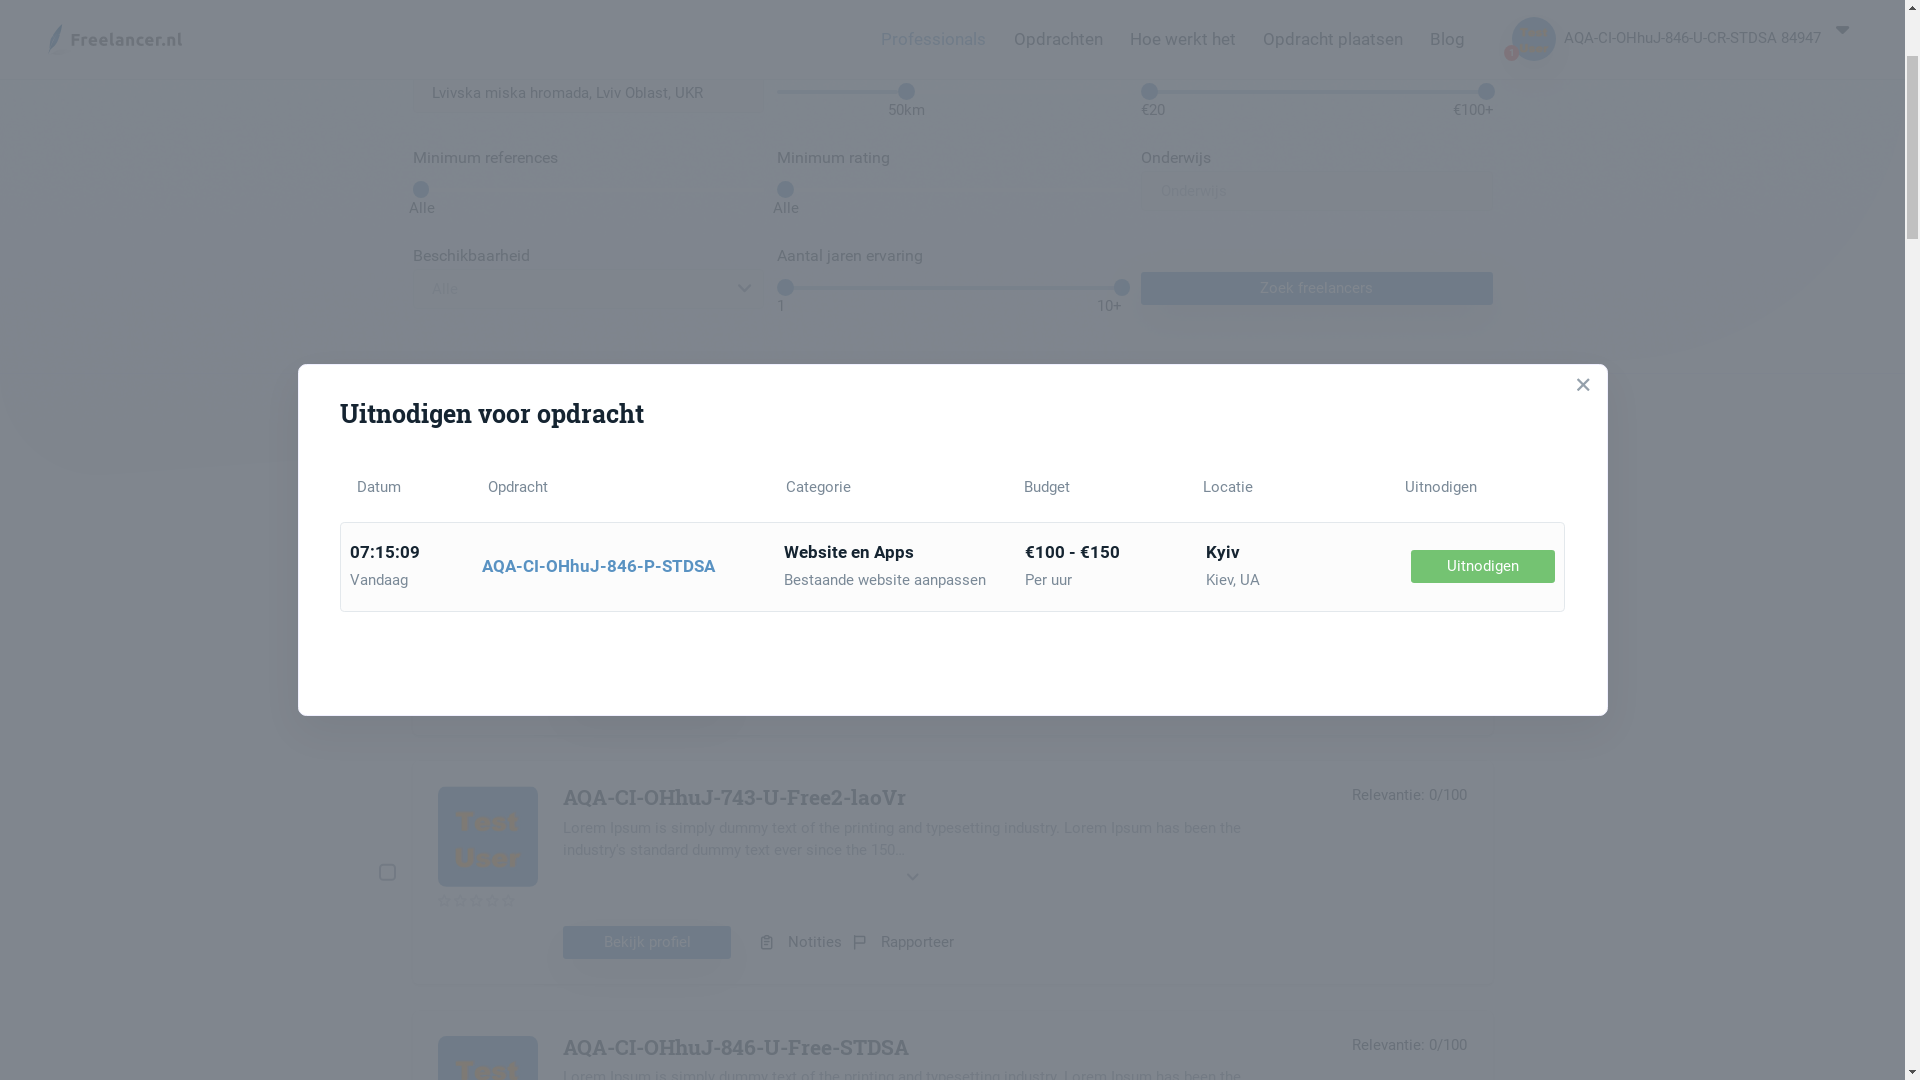 Freelancer.nl
Professionals
Opdrachten
Hoe werkt het
Opdracht plaatsen
Blog
AQA-CI-OHhuJ-846-U-CR-STDSA 84947
Lvivska miska hromada, Lviv Oblast, UKR
50km
€20
€100+
Minimum references
Minimum rating
Onderwijs
Onderwijs
Alle
Alle
Beschikbaarheid
Aantal jaren ervaring
Alle
Zoek freelancers
1
10+
Uitnodigen voor opdracht
Datum
Opdracht
Categorie
Budget
Locatie
Uitnodigen
07:15:09
Vandaag
AQA-CI-OHhuJ-846-P-STDSA
Website en Apps
Bestaande website aanpassen
€100 - €150
Per uur
Kyiv
Kiev, UA
Uitnodigen
Test
User
AQA-CI-OHhuJ-743-U-Free2-laoVr
Relevantie: 0/100
Lorem Ipsum is simply dummy text of the printing and typesetting industry. Lorem Ipsum has been the
industry's standard dummy text ever since the 150...
Bekijk profiel
Notities
Rapporteer
AQA-CI-OHhuJ-846-U-Free-STDSA
Relevantie: 0/100
Test
Lorem Ipsum is simply dummy text of the printing and typesetting industry. Lorem Ipsum has been the